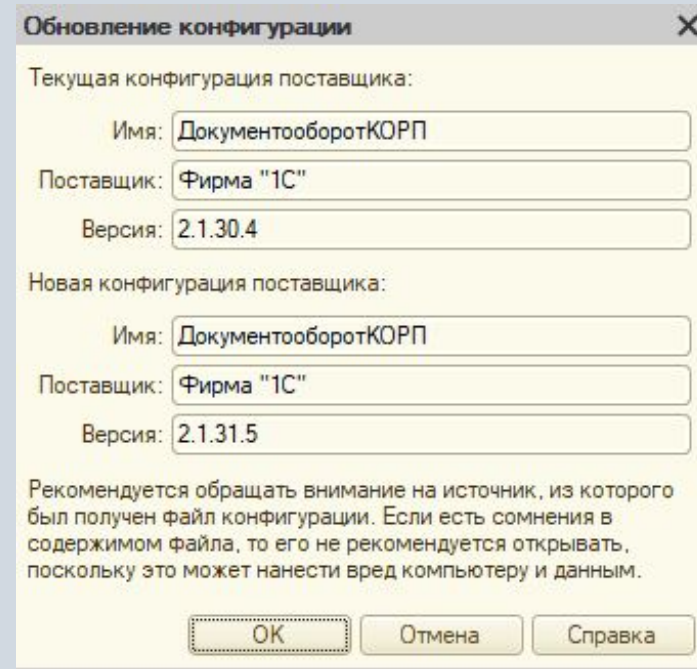 Обновление конфигурации
Текущая конфигурация поставщика:
Имя: ДокументооборотКОРП
Поставщик: Фирма "1С"
Версия: 2.1.30.4
Новая конфигурация поставщика:
Имя: ДокументооборотКОРП
Поставщик: Фирма "1С"
Версия: 2.1.31.5
Рекомендуется обращать внимание на источник, из которого
был получен файл конфигурации. Если есть сомнения в
содержимом файла, то его не рекомендуется открывать,
поскольку это может нанести вред компьютеру и данным.
ОК Отмена Справка